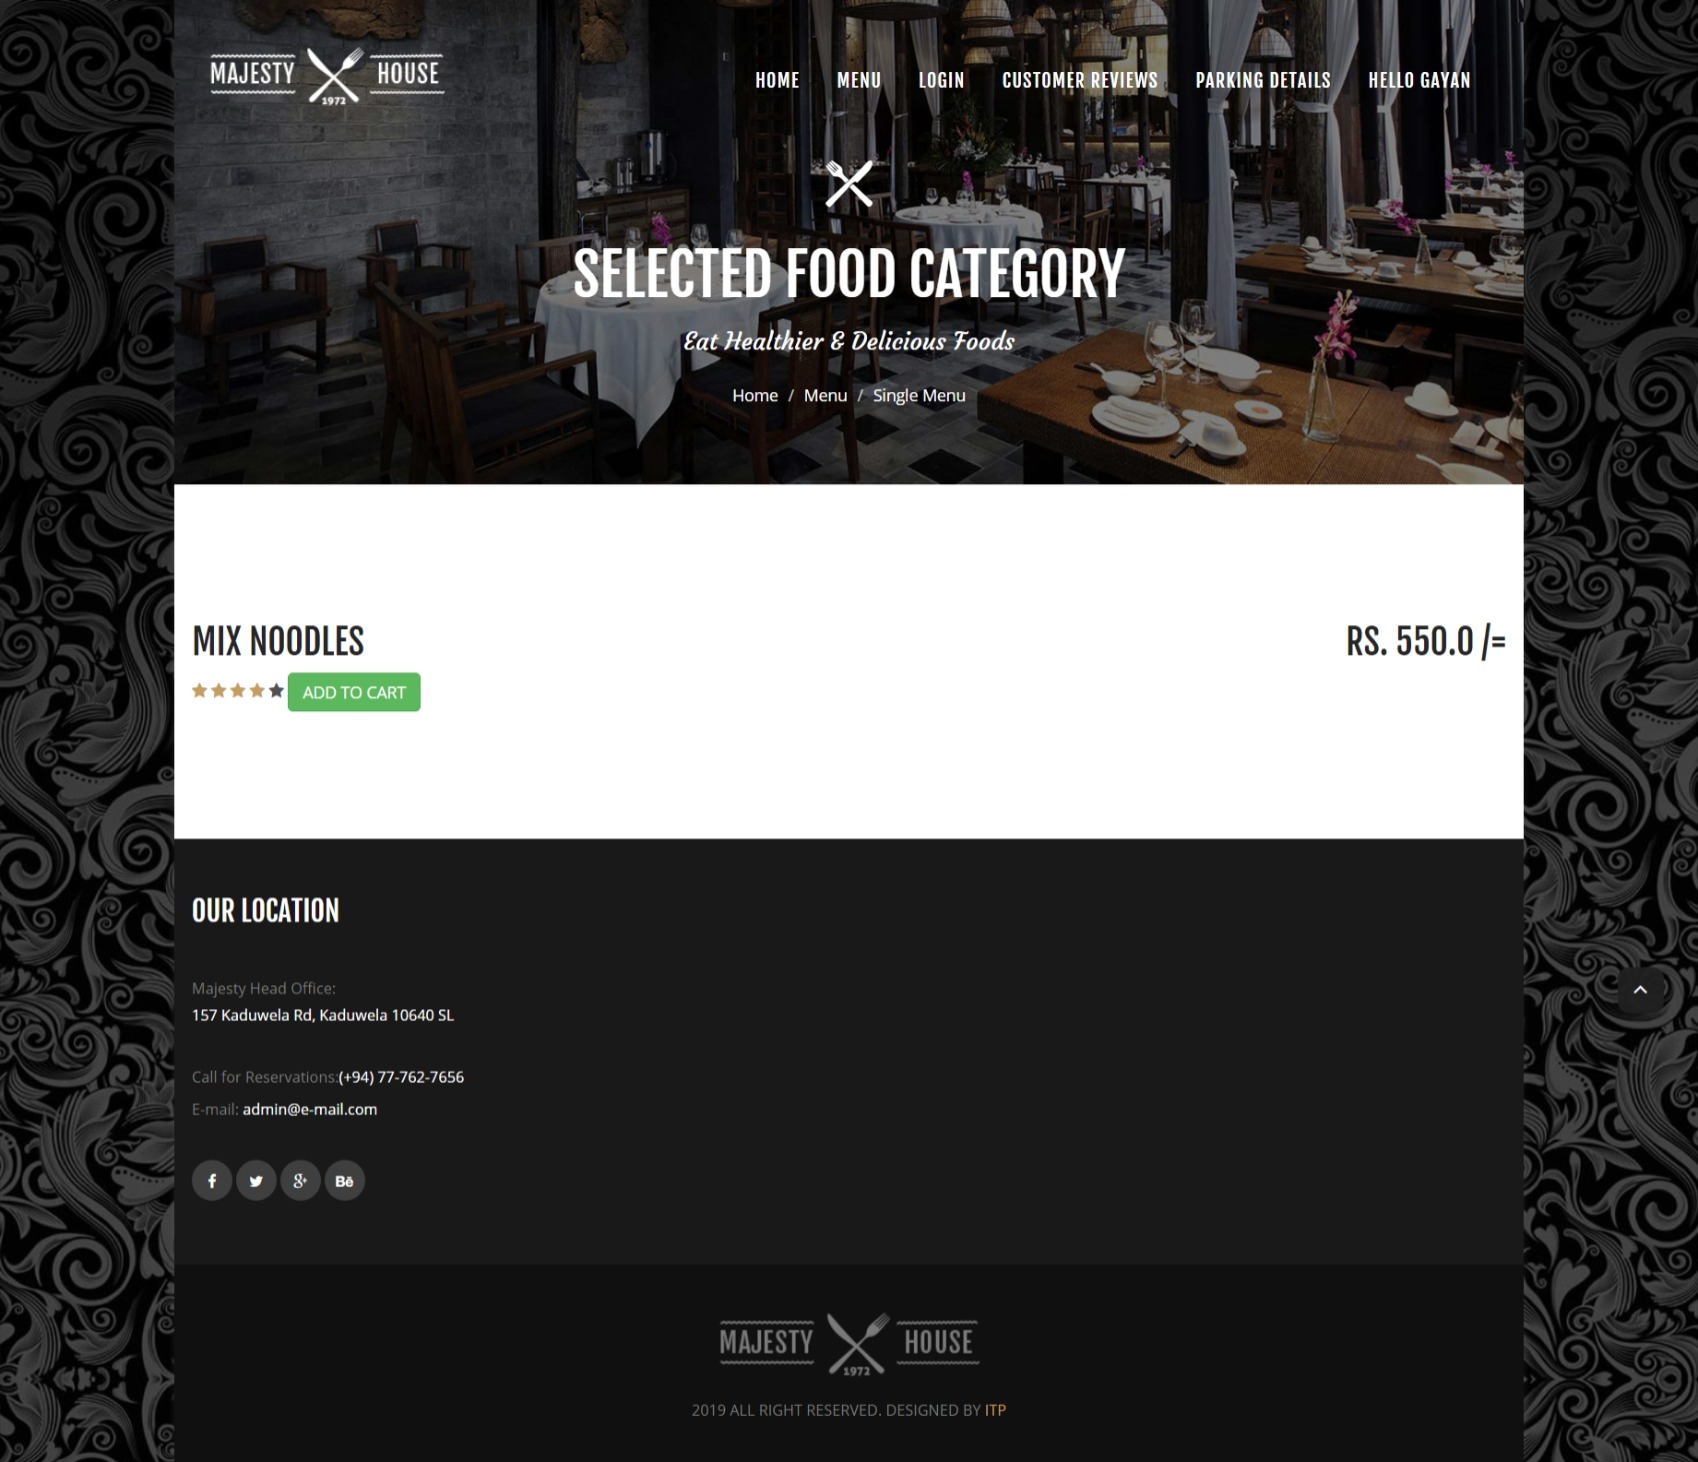 MAJESTY HOUSE
1972
HOME MENU LOGIN CUSTOMER REVIEWS PARKING DETAILS HELLO GAYAN
SELECTED FOOD CATEGORY
Eat Healthier & Delicious Foods
Home / Menu / Single Menu
MIX NOODLES
RS. 550.0 /=
ADD TO CART
OUR LOCATION
Majesty Head Office:
157 Kaduwela Rd, Kaduwela 10640 SL
Call for Reservations:(+94) 77-762-7656
E-mail: admin@e-mail.com
MAJESTY HOUSE
1972
2019 ALL RIGHT RESERVED. DESIGNED BY ITP